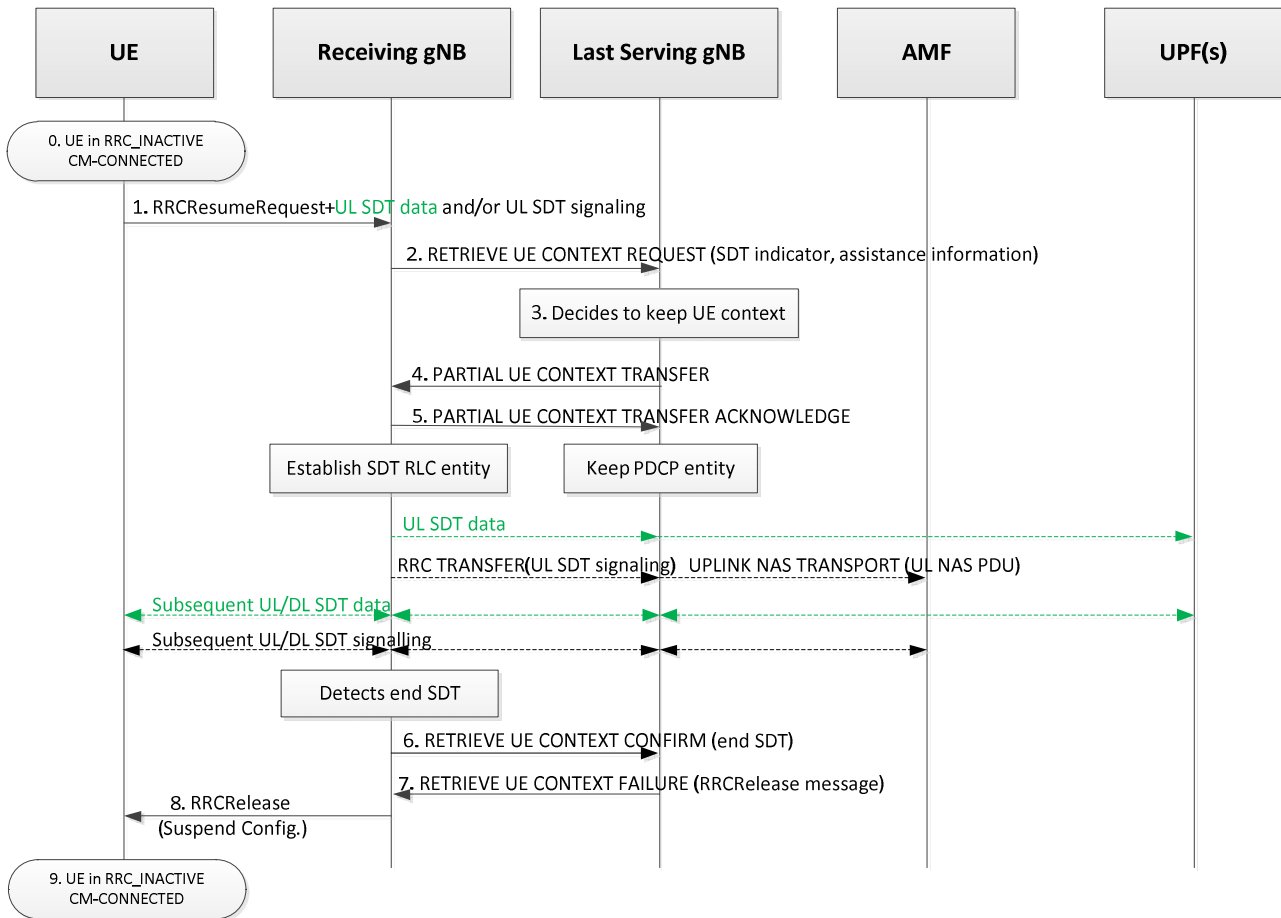 UE
Receiving gNB
Last Serving gNB
AMF
UPF(s)
0. UE in RRC_INACTIVE
CM-CONNECTED
1. RRCResumeRequest+UL SDT data and/or UL SDT signaling
2. RETRIEVE UE CONTEXT REQUEST (SDT indicator, assistance information)
3. Decides to keep UE context
4. PARTIAL UE CONTEXT TRANSFER
5. PARTIAL UE CONTEXT TRANSFER ACKNOWLEDGE
Establish SDT RLC entity
Keep PDCP entity
UL SDT data
RRC TRANSFER(UL SDT signaling)
UPLINK NAS TRANSPORT (UL NAS PDU)
Subsequent UL/DL SDT data
Subsequent UL/DL SDT signalling
Detects end SDT
6. RETRIEVE UE CONTEXT CONFIRM (end SDT)
7. RETRIEVE UE CONTEXT FAILURE (RRCRelease message)
8. RRCRelease
(Suspend Config.)
9. UE in RRC_INACTIVE
CM-CONNECTED